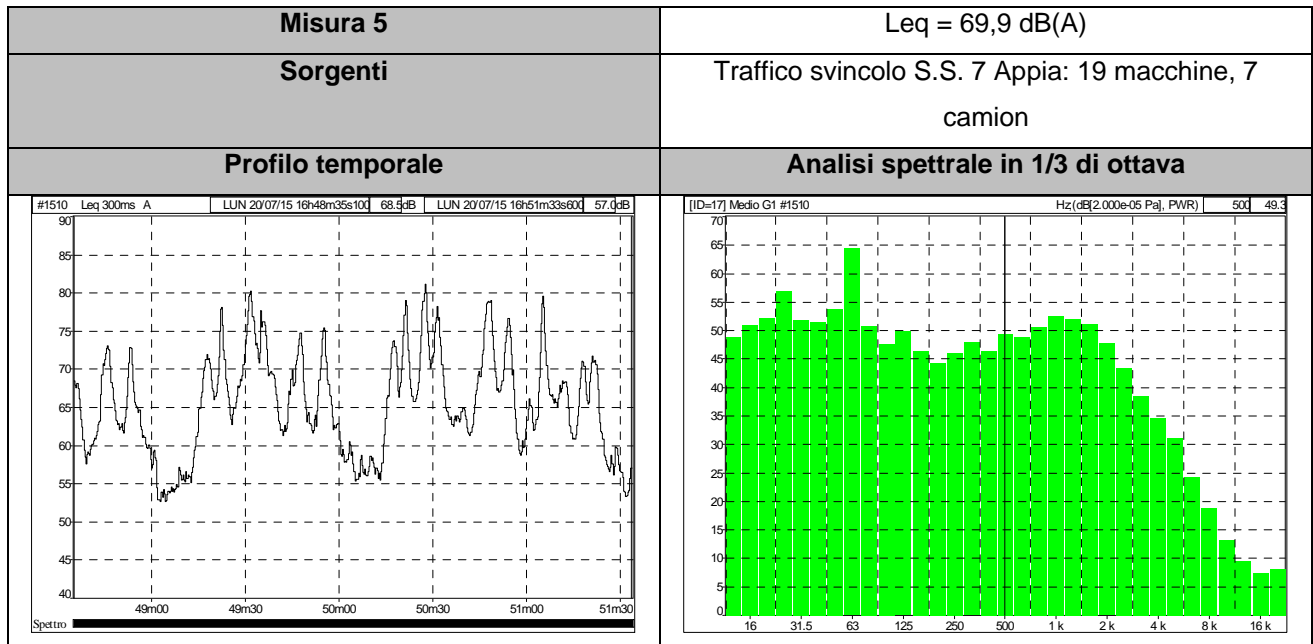 Misura 5
Leq = 69,9 dB(A)
Sorgenti
Traffico svincolo S.S. 7 Appia: 19 macchine, 7
camion
Profilo temporale
Analisi spettrale in 1/3 di ottava
#1510 Leq 300ms A LUN 20/07/15 16h48m35s100 68.5dB LUN 20/07/15 16h51m33s600 57.0dB
90
85
80
75
70
65
60
55
50
45
40
49m00 49m30 50m00 50m30 51m00 51m30
Spettro
[ID=17] Medio G1 #1510 Hz;(dB[2.000e-05 Pa], PWR) 500 49.3
70
65
60
55
50
45
40
35
30
25
20
15
10
5
0
16 31.5 63 125 250 500 1 k 2 k 4 k 8 k 16 k